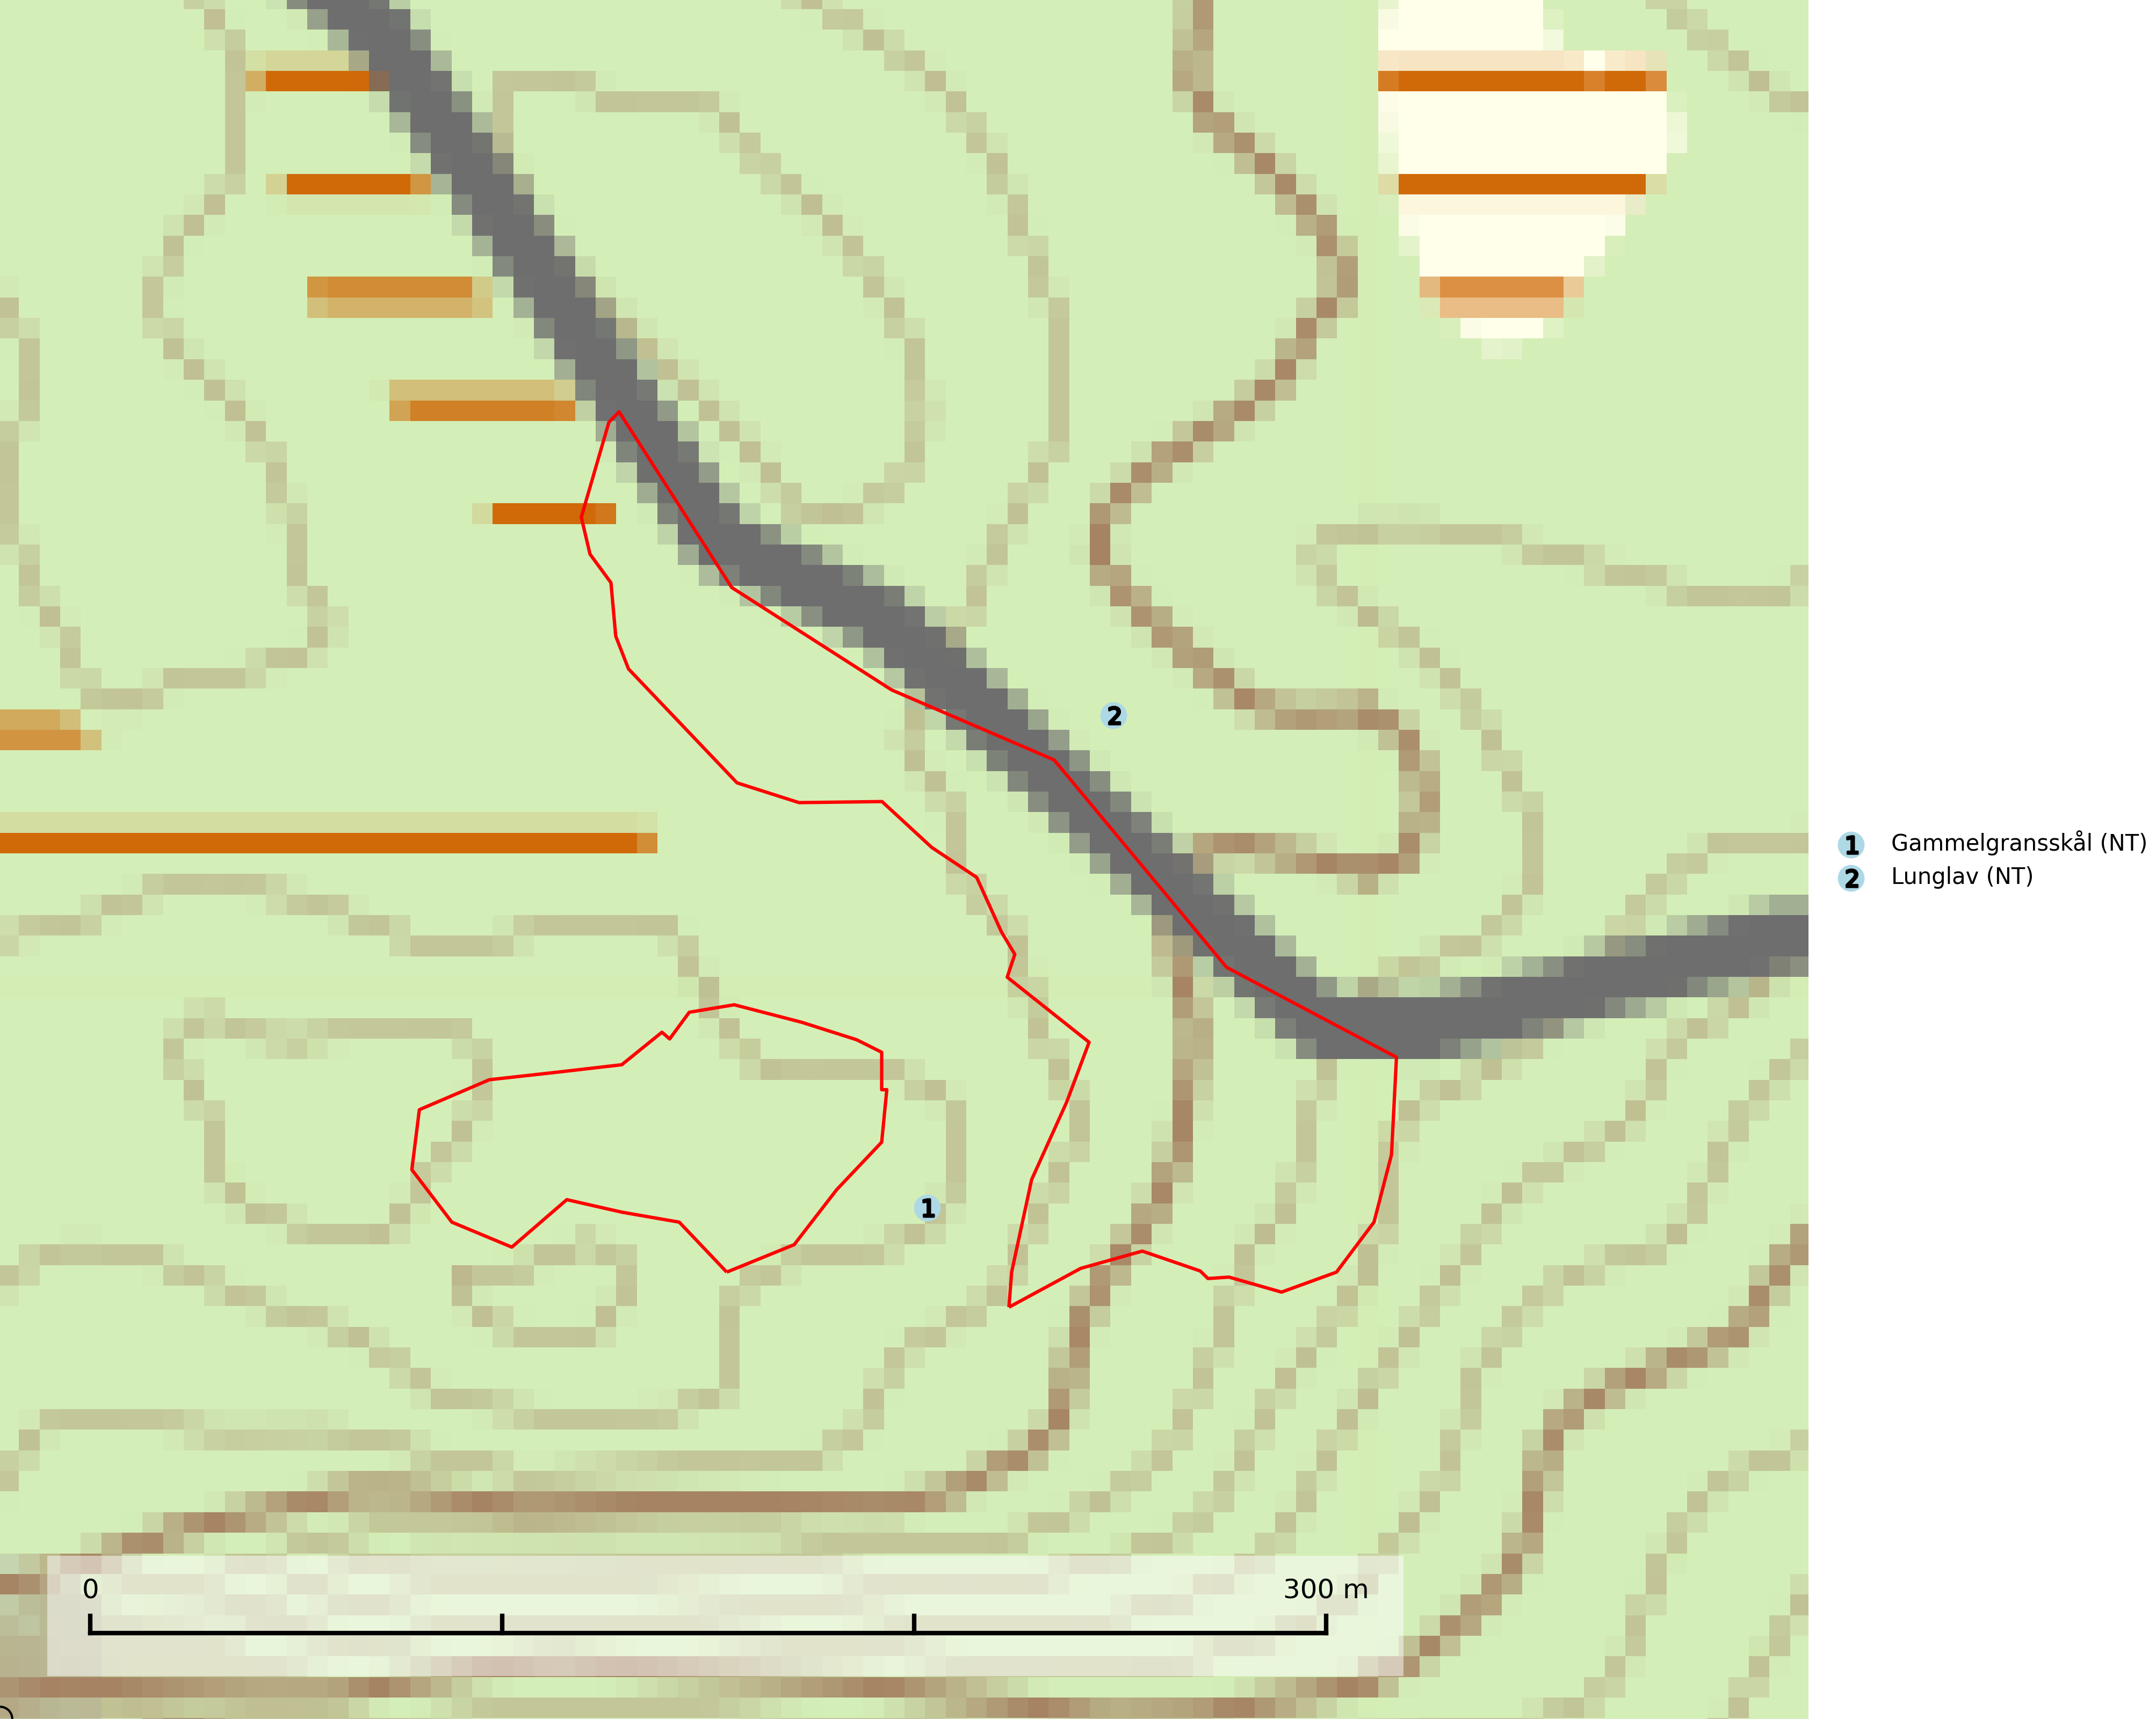 2
1 Gammelgransskål (NT)
2 Lunglav (NT)
1
0 300 m